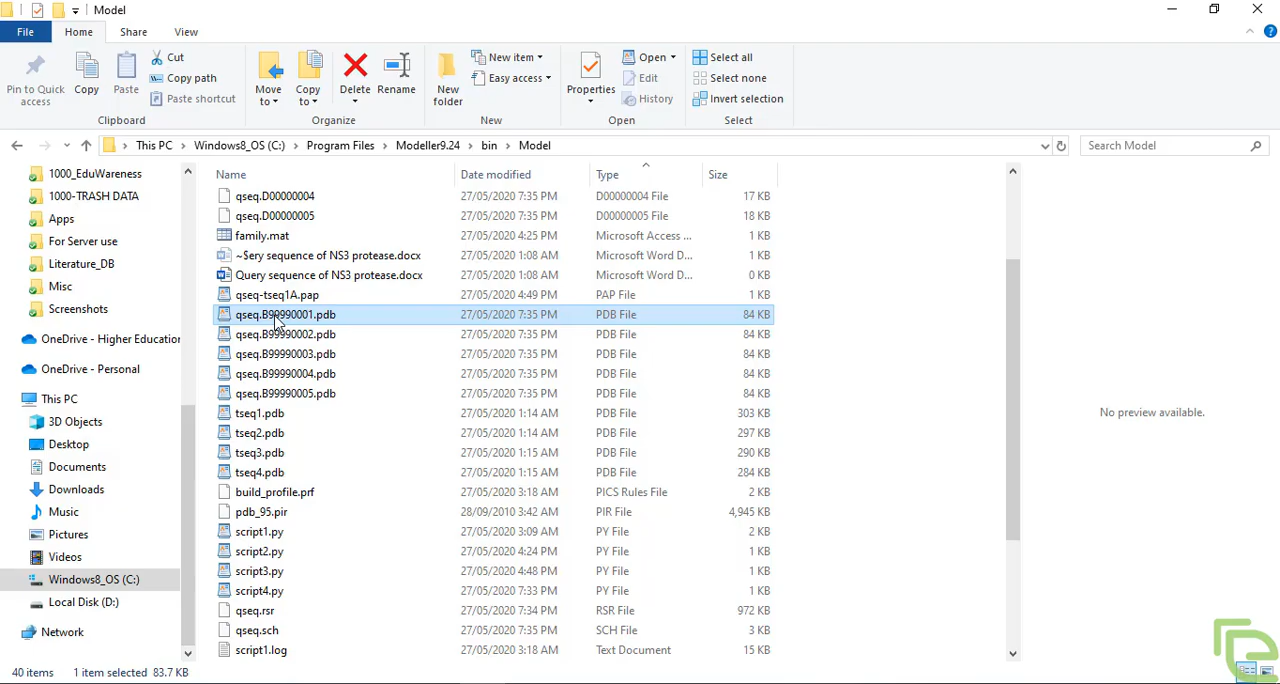 Model
File Home Share View
Pin to Quick access
Copy
Paste
Cut
Copy path
Paste shortcut
Clipboard
Move to
Copy to
Delete
Rename
Organize
New folder
New item
Easy access
New
Properties
Open
Edit
History
Open
Select all
Select none
Invert selection
Select
This PC > Windows8_OS (C:) > Program Files > Modeller9.24 > bin > Model
Search Model
1000_EduWareness
1000-TRASH DATA
Apps
For Server use
Literature_DB
Misc
Screenshots
OneDrive - Higher Education
OneDrive - Personal
This PC
3D Objects
Desktop
Documents
Downloads
Music
Pictures
Videos
Windows8_OS (C:)
Local Disk (D:)
Network
Name Date modified Type Size
qseq.D00000004 27/05/2020 7:35 PM D00000004 File 17 KB
qseq.D00000005 27/05/2020 7:35 PM D00000005 File 18 KB
family.mat 27/05/2020 4:25 PM Microsoft Access ... 1 KB
~$ery sequence of NS3 protease.docx 27/05/2020 1:08 AM Microsoft Word D... 1 KB
Query sequence of NS3 protease.docx 27/05/2020 1:08 AM Microsoft Word D... 0 KB
qseq-tseq1A.pap 27/05/2020 4:49 PM PAP File 1 KB
qseq.B99990001.pdb 27/05/2020 7:35 PM PDB File 84 KB
qseq.B99990002.pdb 27/05/2020 7:35 PM PDB File 84 KB
qseq.B99990003.pdb 27/05/2020 7:35 PM PDB File 84 KB
qseq.B99990004.pdb 27/05/2020 7:35 PM PDB File 84 KB
qseq.B99990005.pdb 27/05/2020 7:35 PM PDB File 84 KB
tseq1.pdb 27/05/2020 1:14 AM PDB File 303 KB
tseq2.pdb 27/05/2020 1:14 AM PDB File 297 KB
tseq3.pdb 27/05/2020 1:15 AM PDB File 290 KB
tseq4.pdb 27/05/2020 1:15 AM PDB File 284 KB
build_profile.prf 27/05/2020 3:18 AM PICS Rules File 2 KB
pdb_95.pir 28/09/2010 3:42 AM PIR File 4,945 KB
script1.py 27/05/2020 3:09 AM PY File 2 KB
script2.py 27/05/2020 4:24 PM PY File 1 KB
script3.py 27/05/2020 4:48 PM PY File 1 KB
script4.py 27/05/2020 7:33 PM PY File 1 KB
qseq.rsr 27/05/2020 7:34 PM RSR File 972 KB
qseq.sch 27/05/2020 7:35 PM SCH File 3 KB
script1.log 27/05/2020 3:18 AM Text Document 15 KB
No preview available.
40 items 1 item selected 83.7 KB